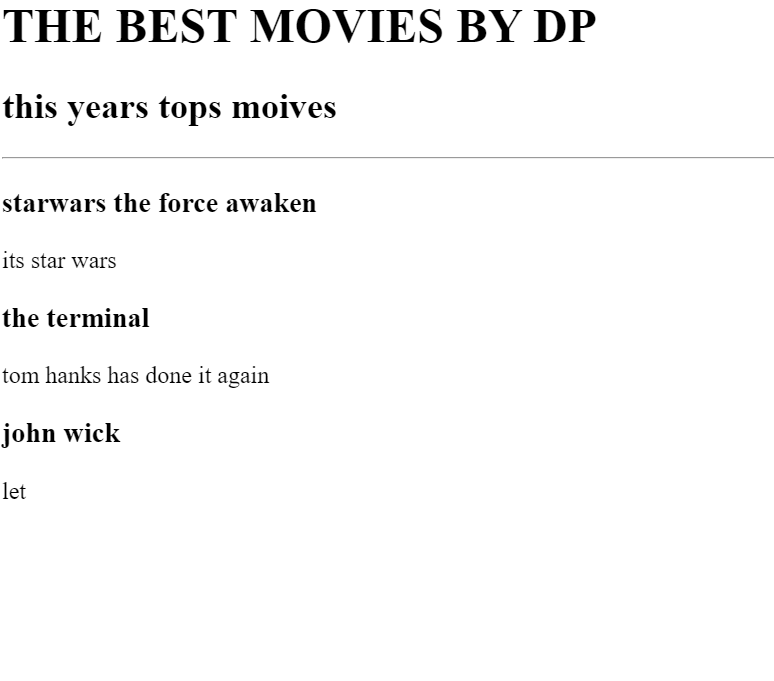 THE BEST MOVIES BY DP
this years tops moives
starwars the force awaken
its star wars
the terminal
tom hanks has done it again
john wick
let